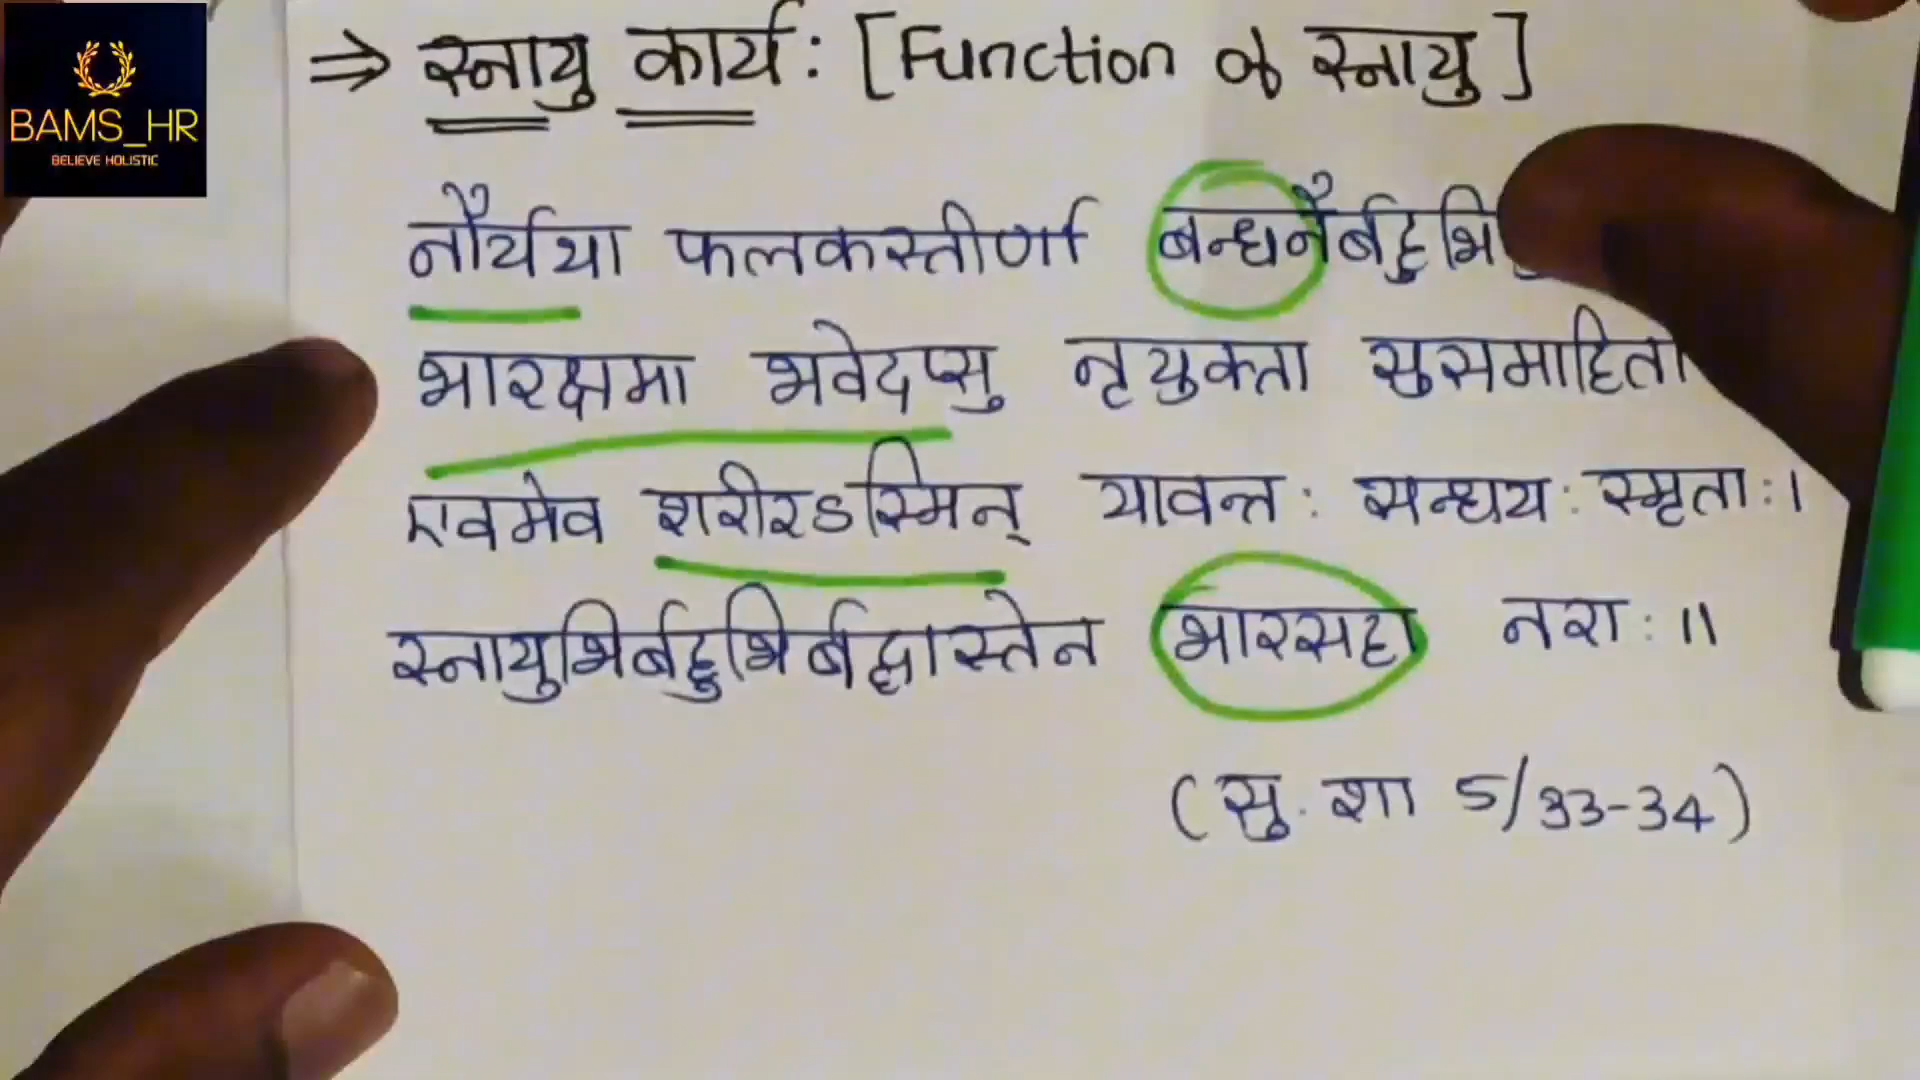 BAMS_HR
BELIEVE HOLISTIC
⇒ स्नायु कार्य : [Function of स्नायु]
नौर्यथा फलकस्तीर्णा बन्धनैर्बहुभि
भारक्षमा भवेदप्सु नृयुक्ता सुसमाहिता
एवमेव शरीरऽस्मिन् यावन्तः सन्धयः स्मृताः।
स्नायुभिर्बहुभिर्बद्धास्तेन भारसहा नराः॥
(सु. शा 5/33-34)